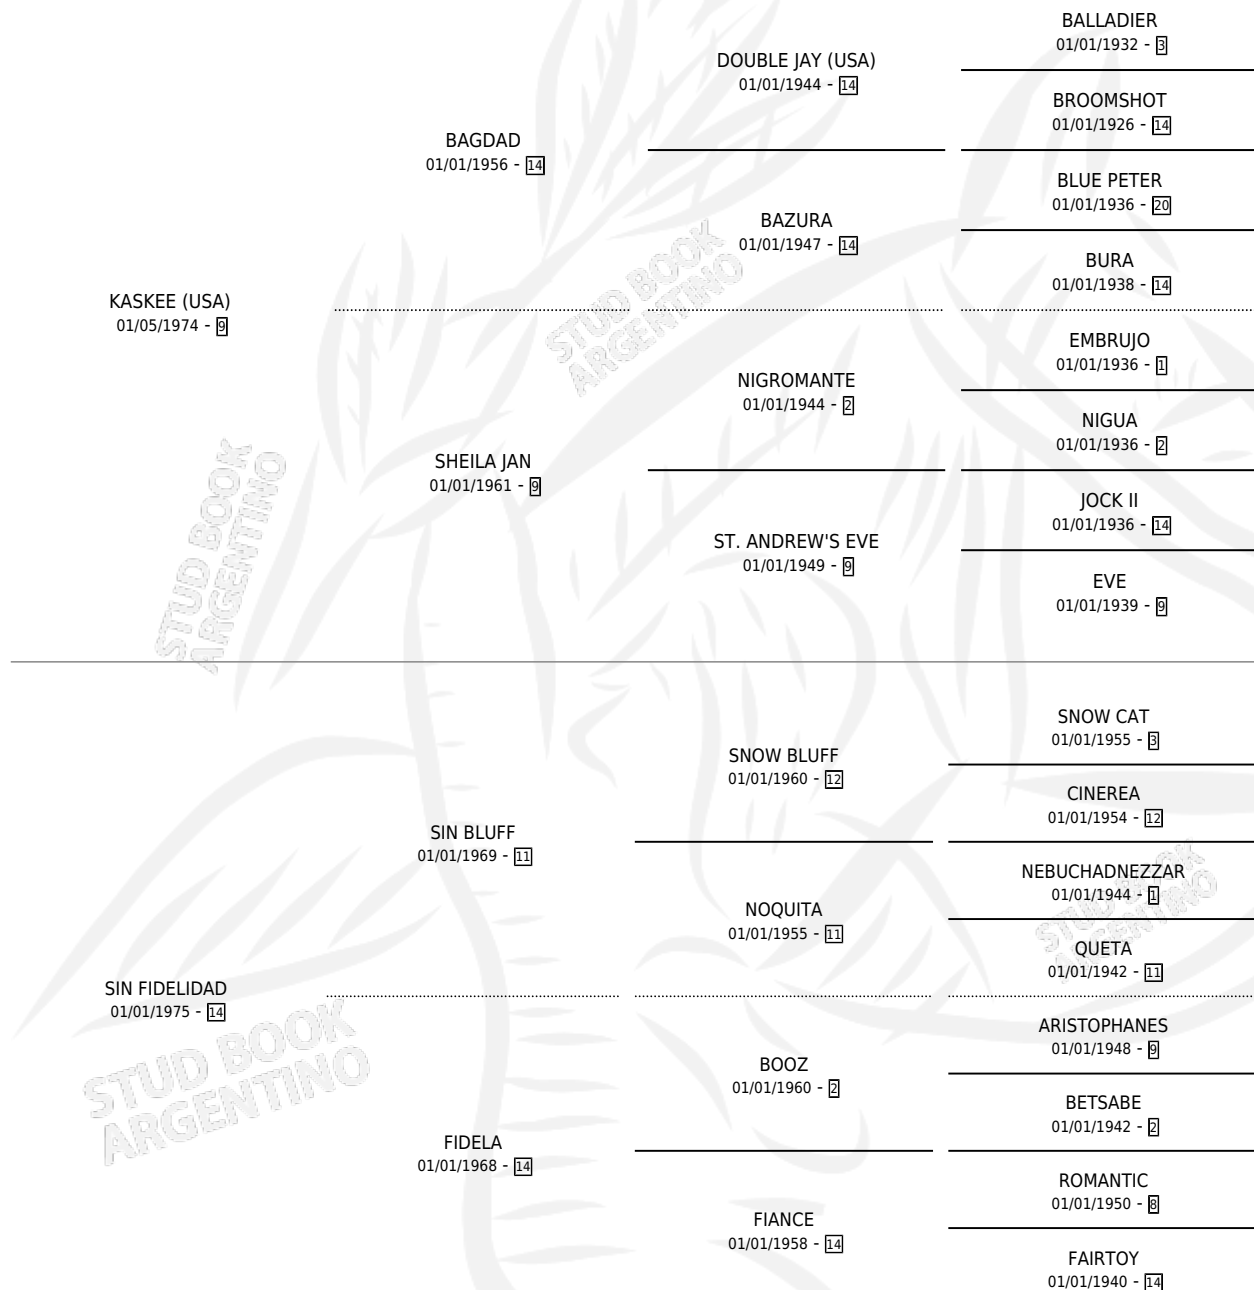 BALLADIER
01/01/1932 - 3
DOUBLE JAY (USA)
01/01/1944 - 14
BROOMSHOT
01/01/1926 - 14
BAGDAD
01/01/1956 - 14
BLUE PETER
01/01/1936 - 20
BAZURA
01/01/1947 - 14
BURA
01/01/1938 - 14
KASKEE (USA)
01/05/1974 - 9
EMBRUJO
01/01/1936 - 1
NIGROMANTE
01/01/1944 - 2
NIGUA
01/01/1936 - 2
SHEILA JAN
01/01/1961 - 9
JOCK II
01/01/1936 - 14
ST. ANDREW'S EVE
01/01/1949 - 9
EVE
01/01/1939 - 9
SNOW CAT
01/01/1955 - 3
SNOW BLUFF
01/01/1960 - 12
CINEREA
01/01/1954 - 12
SIN BLUFF
01/01/1969 - 11
NEBUCHADNEZZAR
01/01/1944 - 1
NOQUITA
01/01/1955 - 11
QUETA
01/01/1942 - 11
SIN FIDELIDAD
01/01/1975 - 14
ARISTOPHANES
01/01/1948 - 9
BOOZ
01/01/1960 - 2
BETSABE
01/01/1942 - 2
FIDELA
01/01/1968 - 14
ROMANTIC
01/01/1950 - 8
FIANCE
01/01/1958 - 14
FAIRTOY
01/01/1940 - 14
STUD BOOK
ARGENTINO
STUD BOOK
ARGENTINO
STUD BOOK
ARGENTINO
STUD BOOK
ARGENTINO